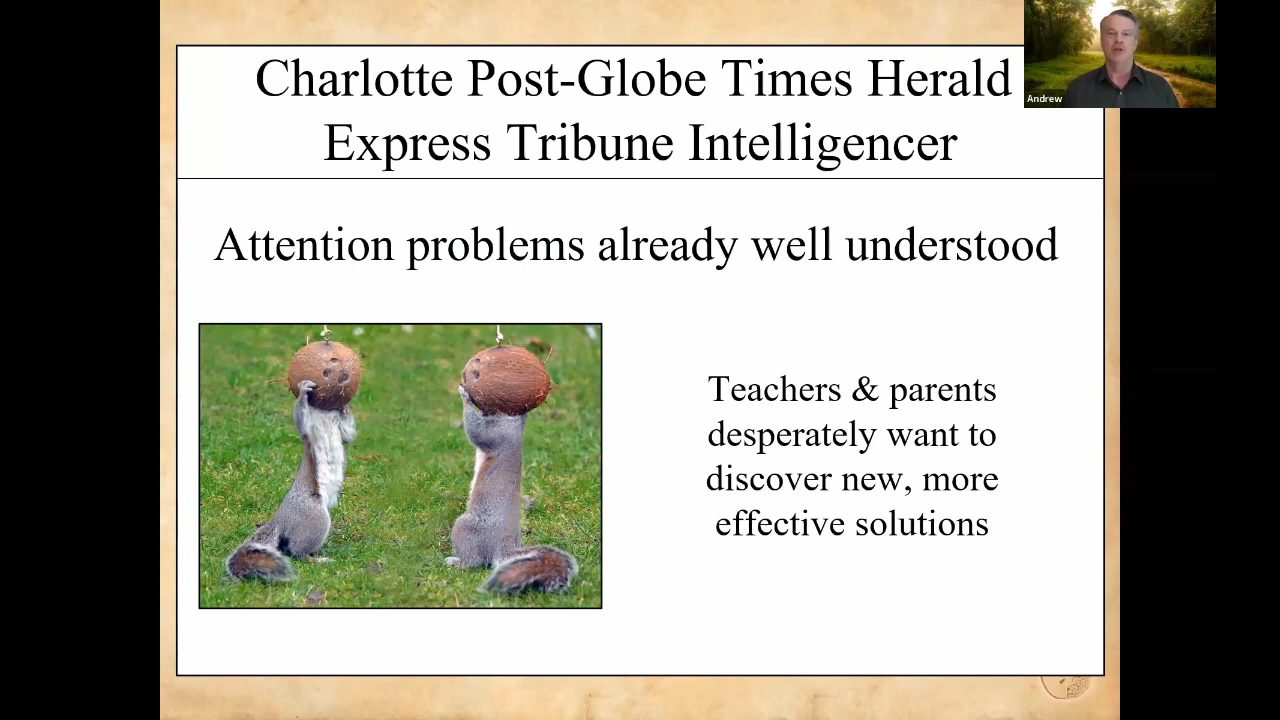 Charlotte Post-Globe Times Herald
Express Tribune Intelligencer
Andrew
Attention problems already well understood
Teachers & parents
desperately want to
discover new, more
effective solutions